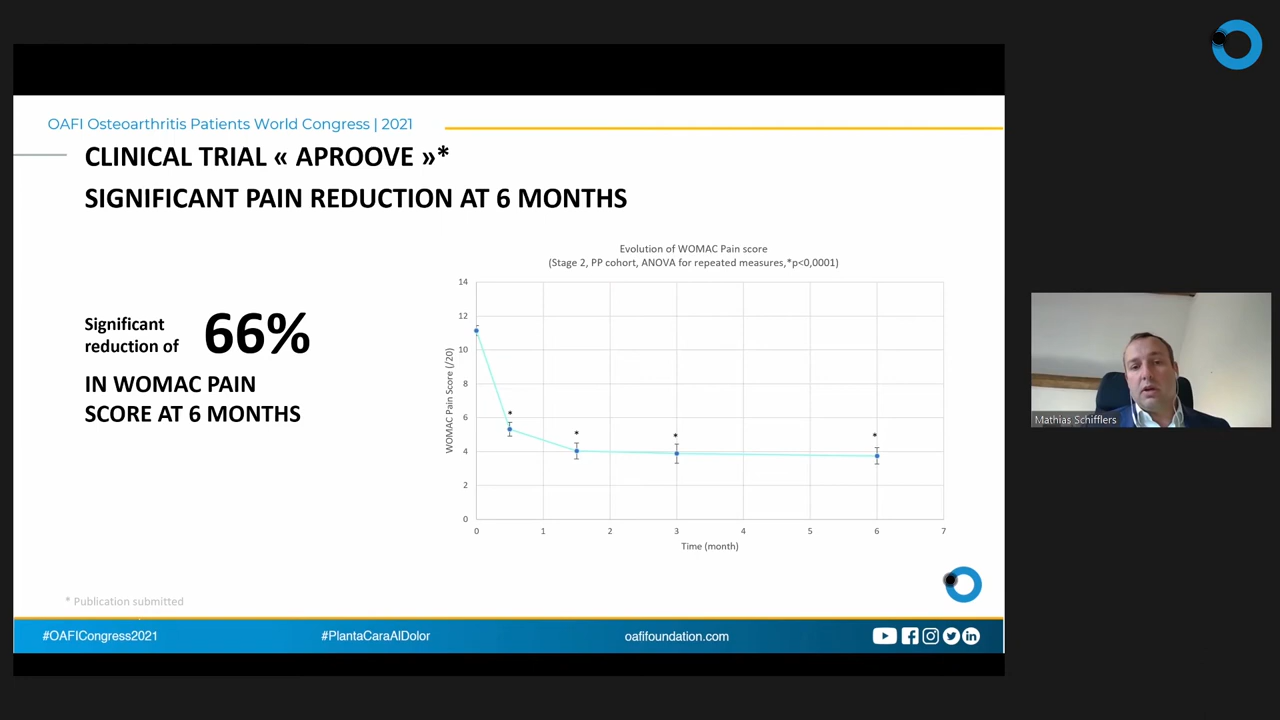 OAFI Osteoarthritis Patients World Congress | 2021
CLINICAL TRIAL « APROOVE »*
SIGNIFICANT PAIN REDUCTION AT 6 MONTHS
Significant
reduction of
66%
IN WOMAC PAIN
SCORE AT 6 MONTHS
Evolution of WOMAC Pain score
(Stage 2, PP cohort, ANOVA for repeated measures,*p<0,0001)
WOMAC Pain Score (/20)
14
12
10
8
6
4
2
0
* * * *
0 1 2 3 4 5 6 7
Time (month)
* Publication submitted
#OAFICongress2021 #PlantaCaraAlDolor oafifoundation.com
Mathias Schifflers